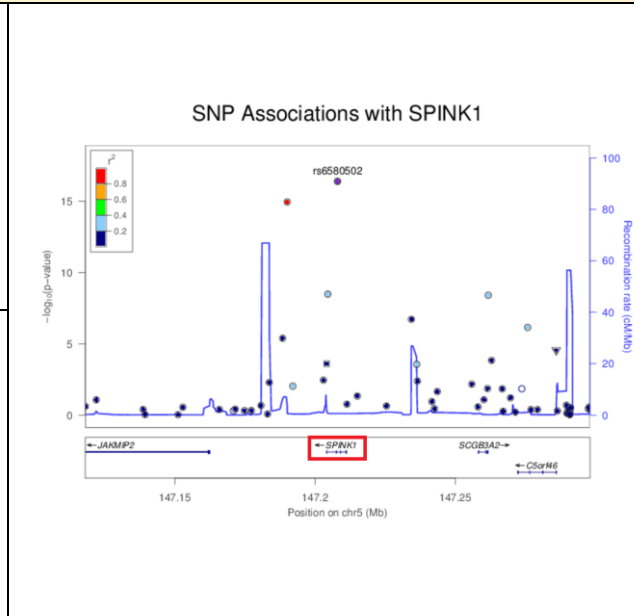 SNP Associations with SPINK1
r²
0.8
0.6
0.4
0.2
rs6580502
−log₁₀(p−value)
15
10
5
0
100
80
60
40
20
0
Recombination rate (cM/Mb)
←JAKMIP2
←SPINK1
SCGB3A2→
←C5orf46
147.15
147.2
147.25
Position on chr5 (Mb)